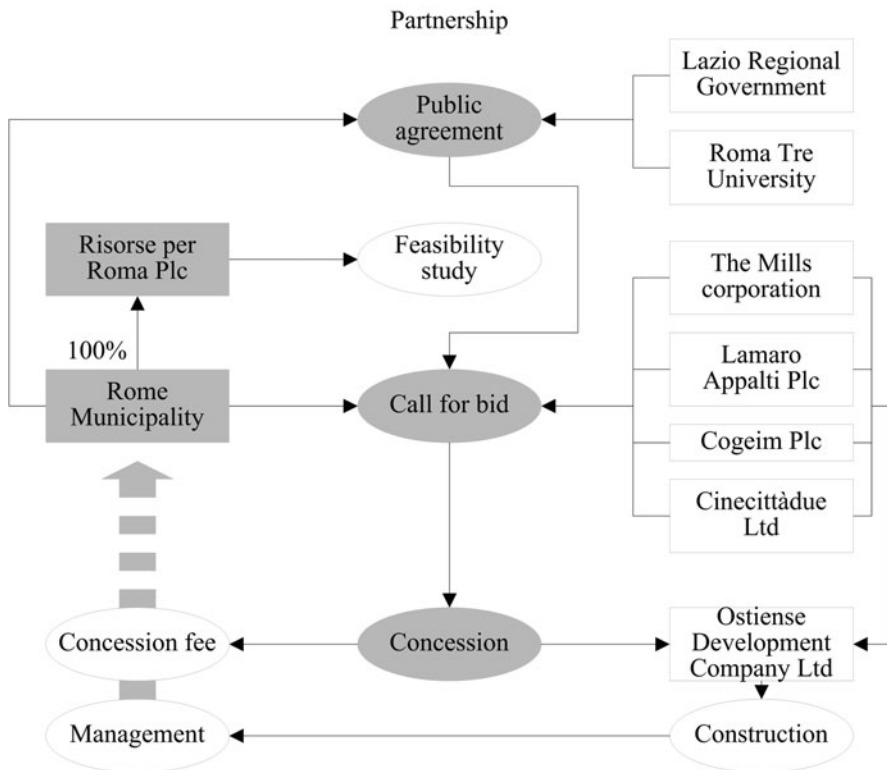 Partnership
Public
agreement
Lazio Regional
Government
Roma Tre
University
Risorse per
Roma Plc
Feasibility
study
The Mills
corporation
100%
Lamaro
Appalti Plc
Rome
Municipality
Call for bid
Cogeim Plc
Cinecittàdue
Ltd
Concession fee
Concession
Ostiense
Development
Company Ltd
Management
Construction